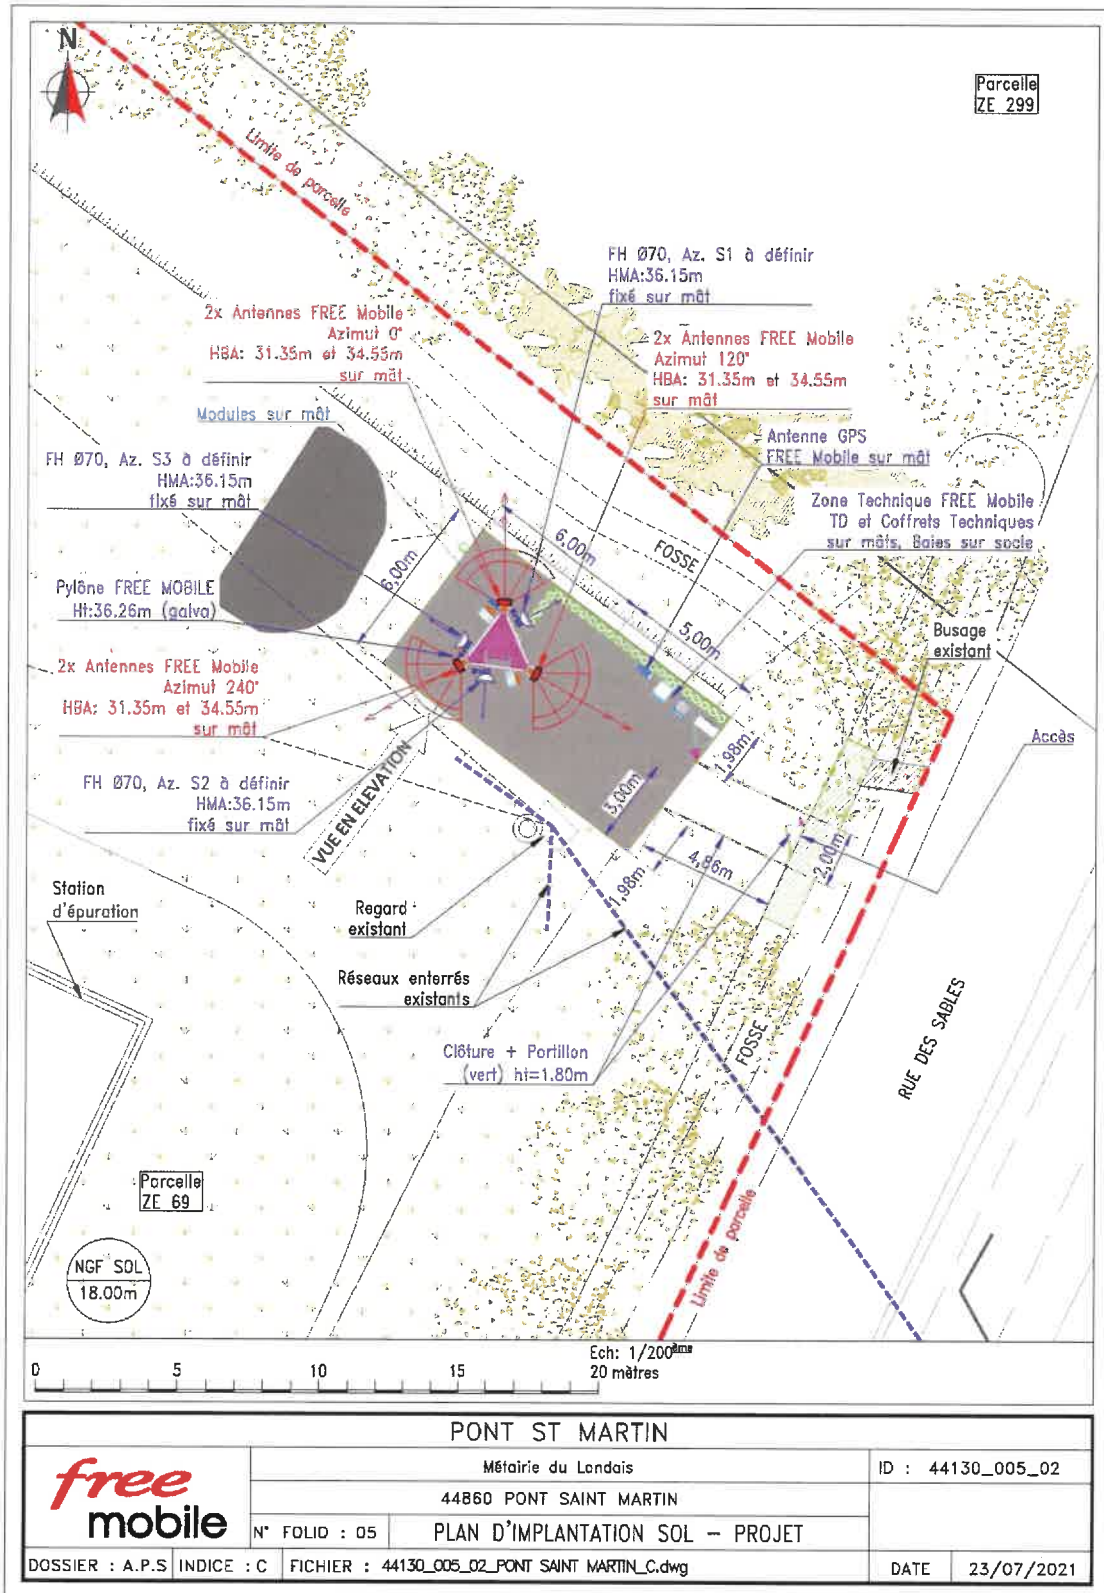 N
Parcelle
ZE 299
Limite de parcelle
FH Ø70, Az. S1 à définir
HMA:36.15m
fixé sur mât
2x Antennes FREE Mobile
Azimut 0°
HBA: 31.35m et 34.55m
sur mât
2x Antennes FREE Mobile
Azimut 120°
HBA: 31.35m et 34.55m
sur mât
Modules sur mât
Antenne GPS
FREE Mobile sur mât
FH Ø70, Az. S3 à définir
HMA:36.15m
fixé sur mât
Zone Technique FREE Mobile
TD et Coffrets Techniques
sur mâts, Baies sur socle
6,00m
FOSSE
6,00m
Pylône FREE MOBILE
Ht:36.26m (galva)
5,00m
Busage
existant
2x Antennes FREE Mobile
Azimut 240°
HBA: 31.35m et 34.55m
sur mât
Accès
1,98m
FH Ø70, Az. S2 à définir
HMA:36.15m
fixé sur mât
VUE EN ELEVATION
3,00m
4,86m
2,00m
1,98m
Station
d'épuration
Regard
existant
Réseaux enterrés
existants
Clôture + Portillon
(vert) ht=1.80m
FOSSE
RUE DES SABLES
Limite de parcelle
Parcelle
ZE 69
NGF SOL
18.00m
Ech: 1/200ème
0 5 10 15 20 mètres
PONT ST MARTIN
free
mobile
Métairie du Landais
ID : 44130_005_02
44860 PONT SAINT MARTIN
N° FOLIO : 05
PLAN D'IMPLANTATION SOL – PROJET
DOSSIER : A.P.S
INDICE : C
FICHIER : 44130_005_02_PONT SAINT MARTIN_C.dwg
DATE
23/07/2021